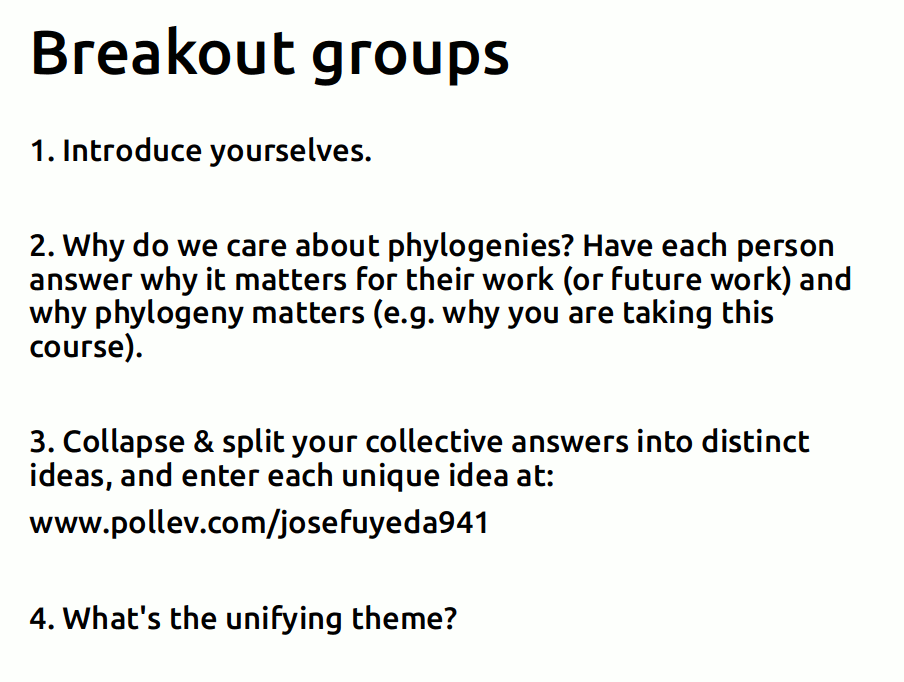 Breakout groups
1. Introduce yourselves.
2. Why do we care about phylogenies? Have each person
answer why it matters for their work (or future work) and
why phylogeny matters (e.g. why you are taking this
course).
3. Collapse & split your collective answers into distinct
ideas, and enter each unique idea at:
www.pollev.com/josefuyeda941
4. What's the unifying theme?